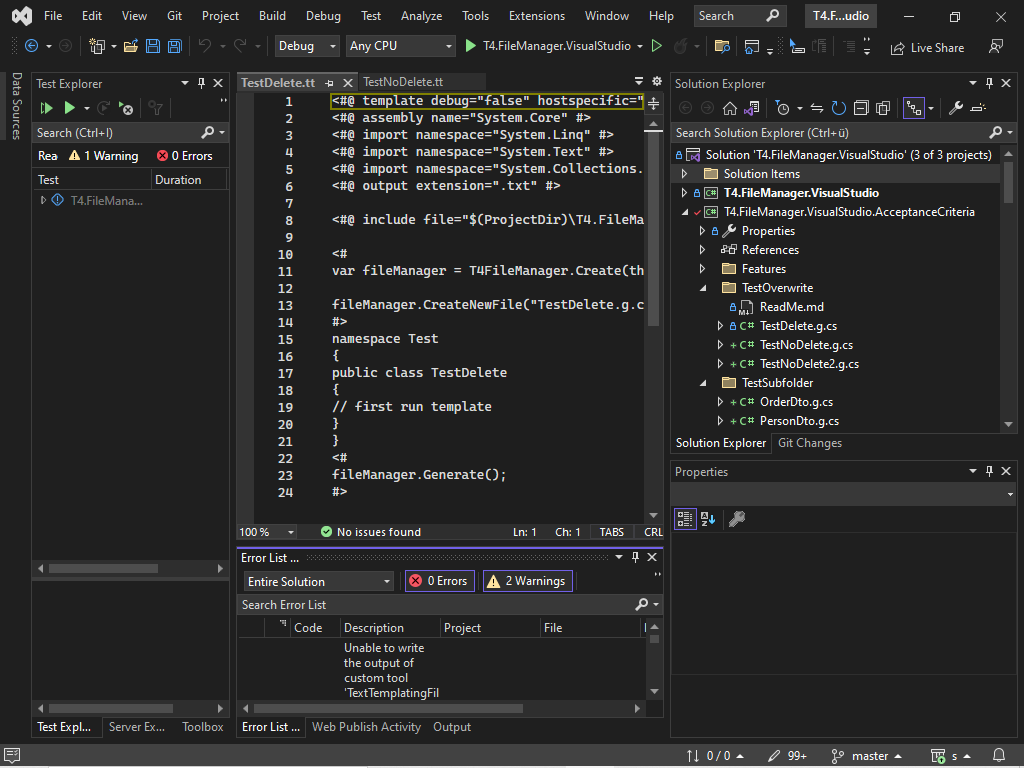 File Edit View Git Project Build Debug Test Analyze Tools Extensions Window Help Search T4.F...udio
Debug Any CPU T4.FileManager.VisualStudio Live Share
Data Sources
Test Explorer
Search (Ctrl+I)
Rea 1 Warning 0 Errors
Test Duration
T4.FileMana...
TestDelete.tt TestNoDelete.tt
1 <#@ template debug="false" hostspecific="
2 <#@ assembly name="System.Core" #>
3 <#@ import namespace="System.Linq" #>
4 <#@ import namespace="System.Text" #>
5 <#@ import namespace="System.Collections.
6 <#@ output extension=".txt" #>
7
8 <#@ include file="$(ProjectDir)\T4.FileMa
9
10 <#
11 var fileManager = T4FileManager.Create(th
12
13 fileManager.CreateNewFile("TestDelete.g.c
14 #>
15 namespace Test
16 {
17 public class TestDelete
18 {
19 // first run template
20 }
21 }
22 <#
23 fileManager.Generate();
24 #>
100 % No issues found Ln: 1 Ch: 1 TABS CRL
Error List ...
Entire Solution 0 Errors 2 Warnings
Search Error List
Code Description Project File
Unable to write
the output of
custom tool
'TextTemplatingFil
Test Expl... Server Ex... Toolbox
Error List ... Web Publish Activity Output
Solution Explorer
Search Solution Explorer (Ctrl+ü)
Solution 'T4.FileManager.VisualStudio' (3 of 3 projects)
Solution Items
T4.FileManager.VisualStudio
T4.FileManager.VisualStudio.AcceptanceCriteria
Properties
References
Features
TestOverwrite
ReadMe.md
C# TestDelete.g.cs
+ C# TestNoDelete.g.cs
+ C# TestNoDelete2.g.cs
TestSubfolder
+ C# OrderDto.g.cs
+ C# PersonDto.g.cs
Solution Explorer Git Changes
Properties
0 / 0 99+ master s